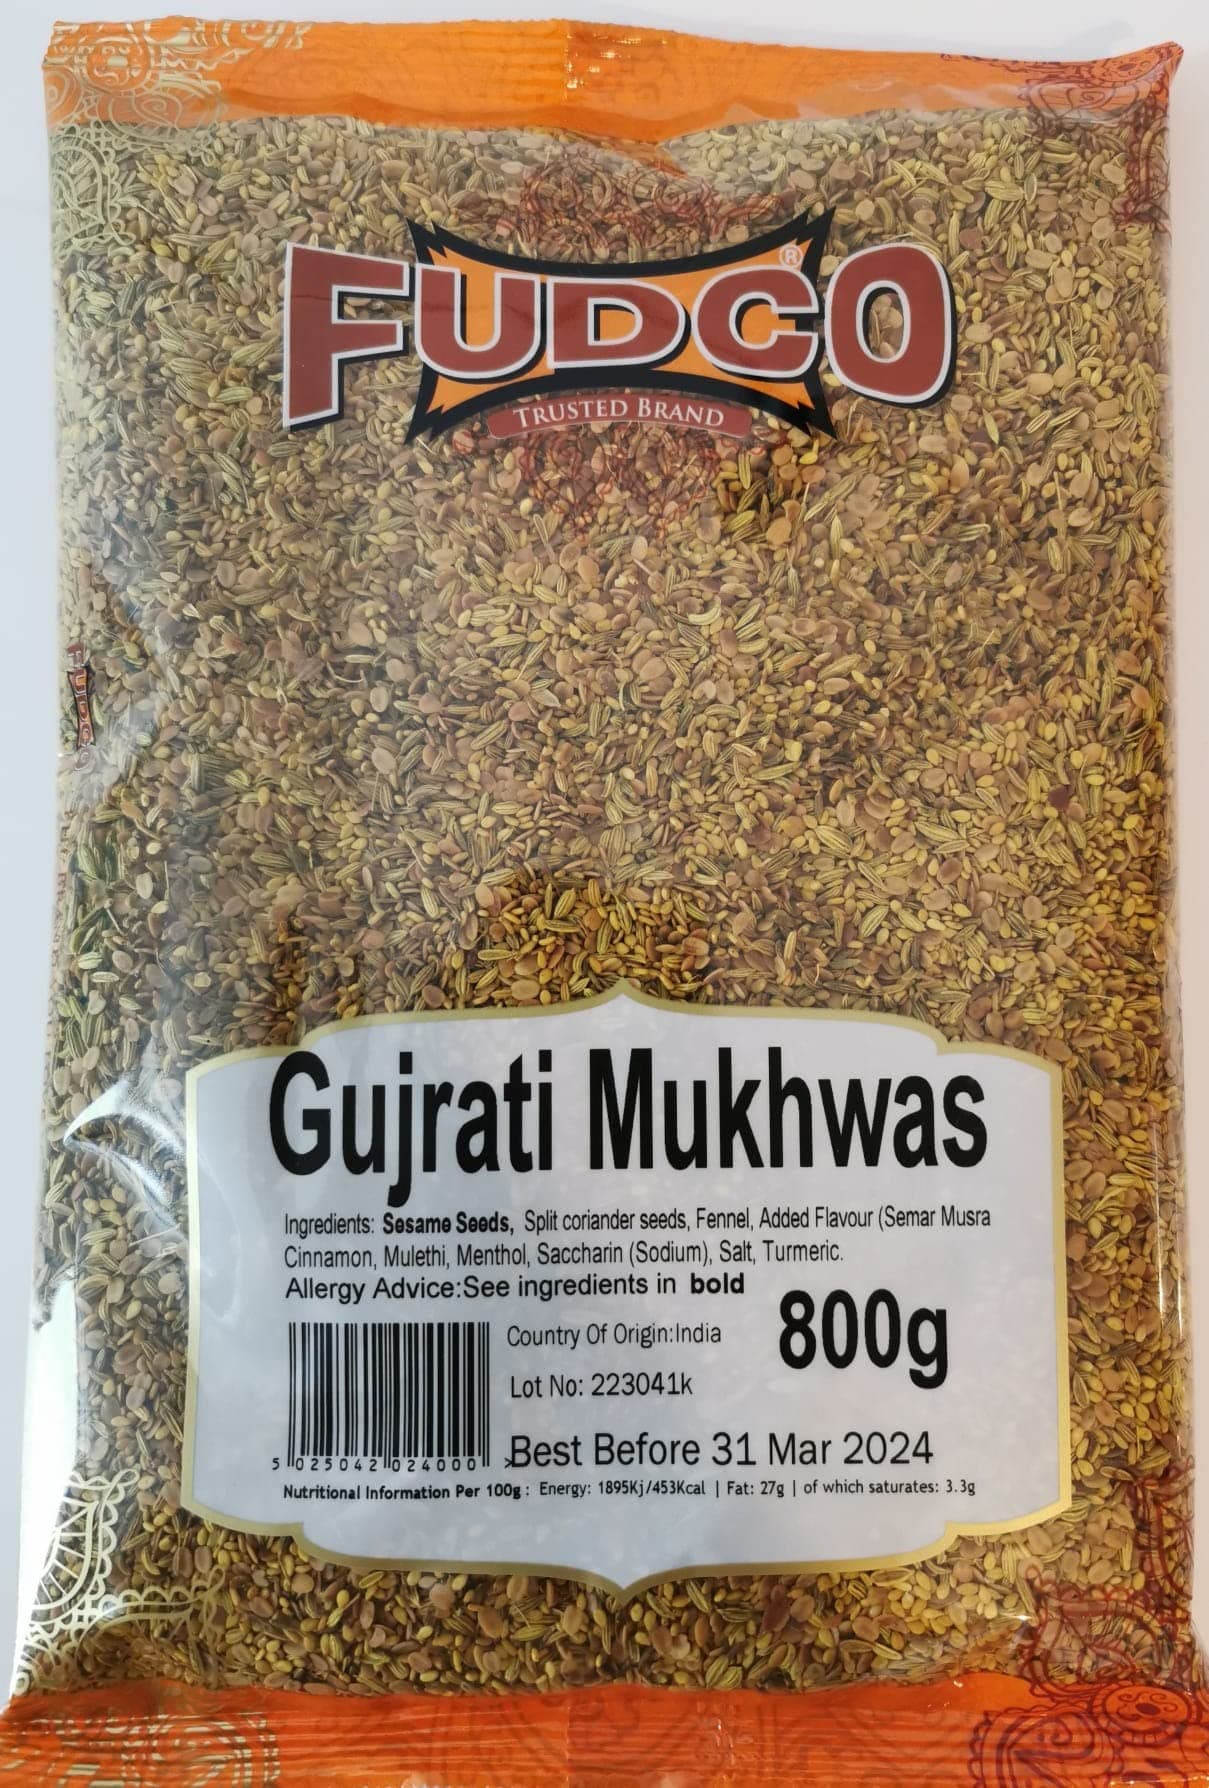 FUDCO®
TRUSTED BRAND
FUDCO
Gujrati Mukhwas
Ingredients: Sesame Seeds, Split coriander seeds, Fennel, Added Flavour (Semar Musra
Cinnamon, Mulethi, Menthol, Saccharin (Sodium), Salt, Turmeric.
Allergy Advice:See ingredients in bold
Country Of Origin:India
800g
Lot No: 223041k
Best Before 31 Mar 2024
5 025042 024000 >
Nutritional Information Per 100g : Energy: 1895Kj/453Kcal | Fat: 27g | of which saturates: 3.3g